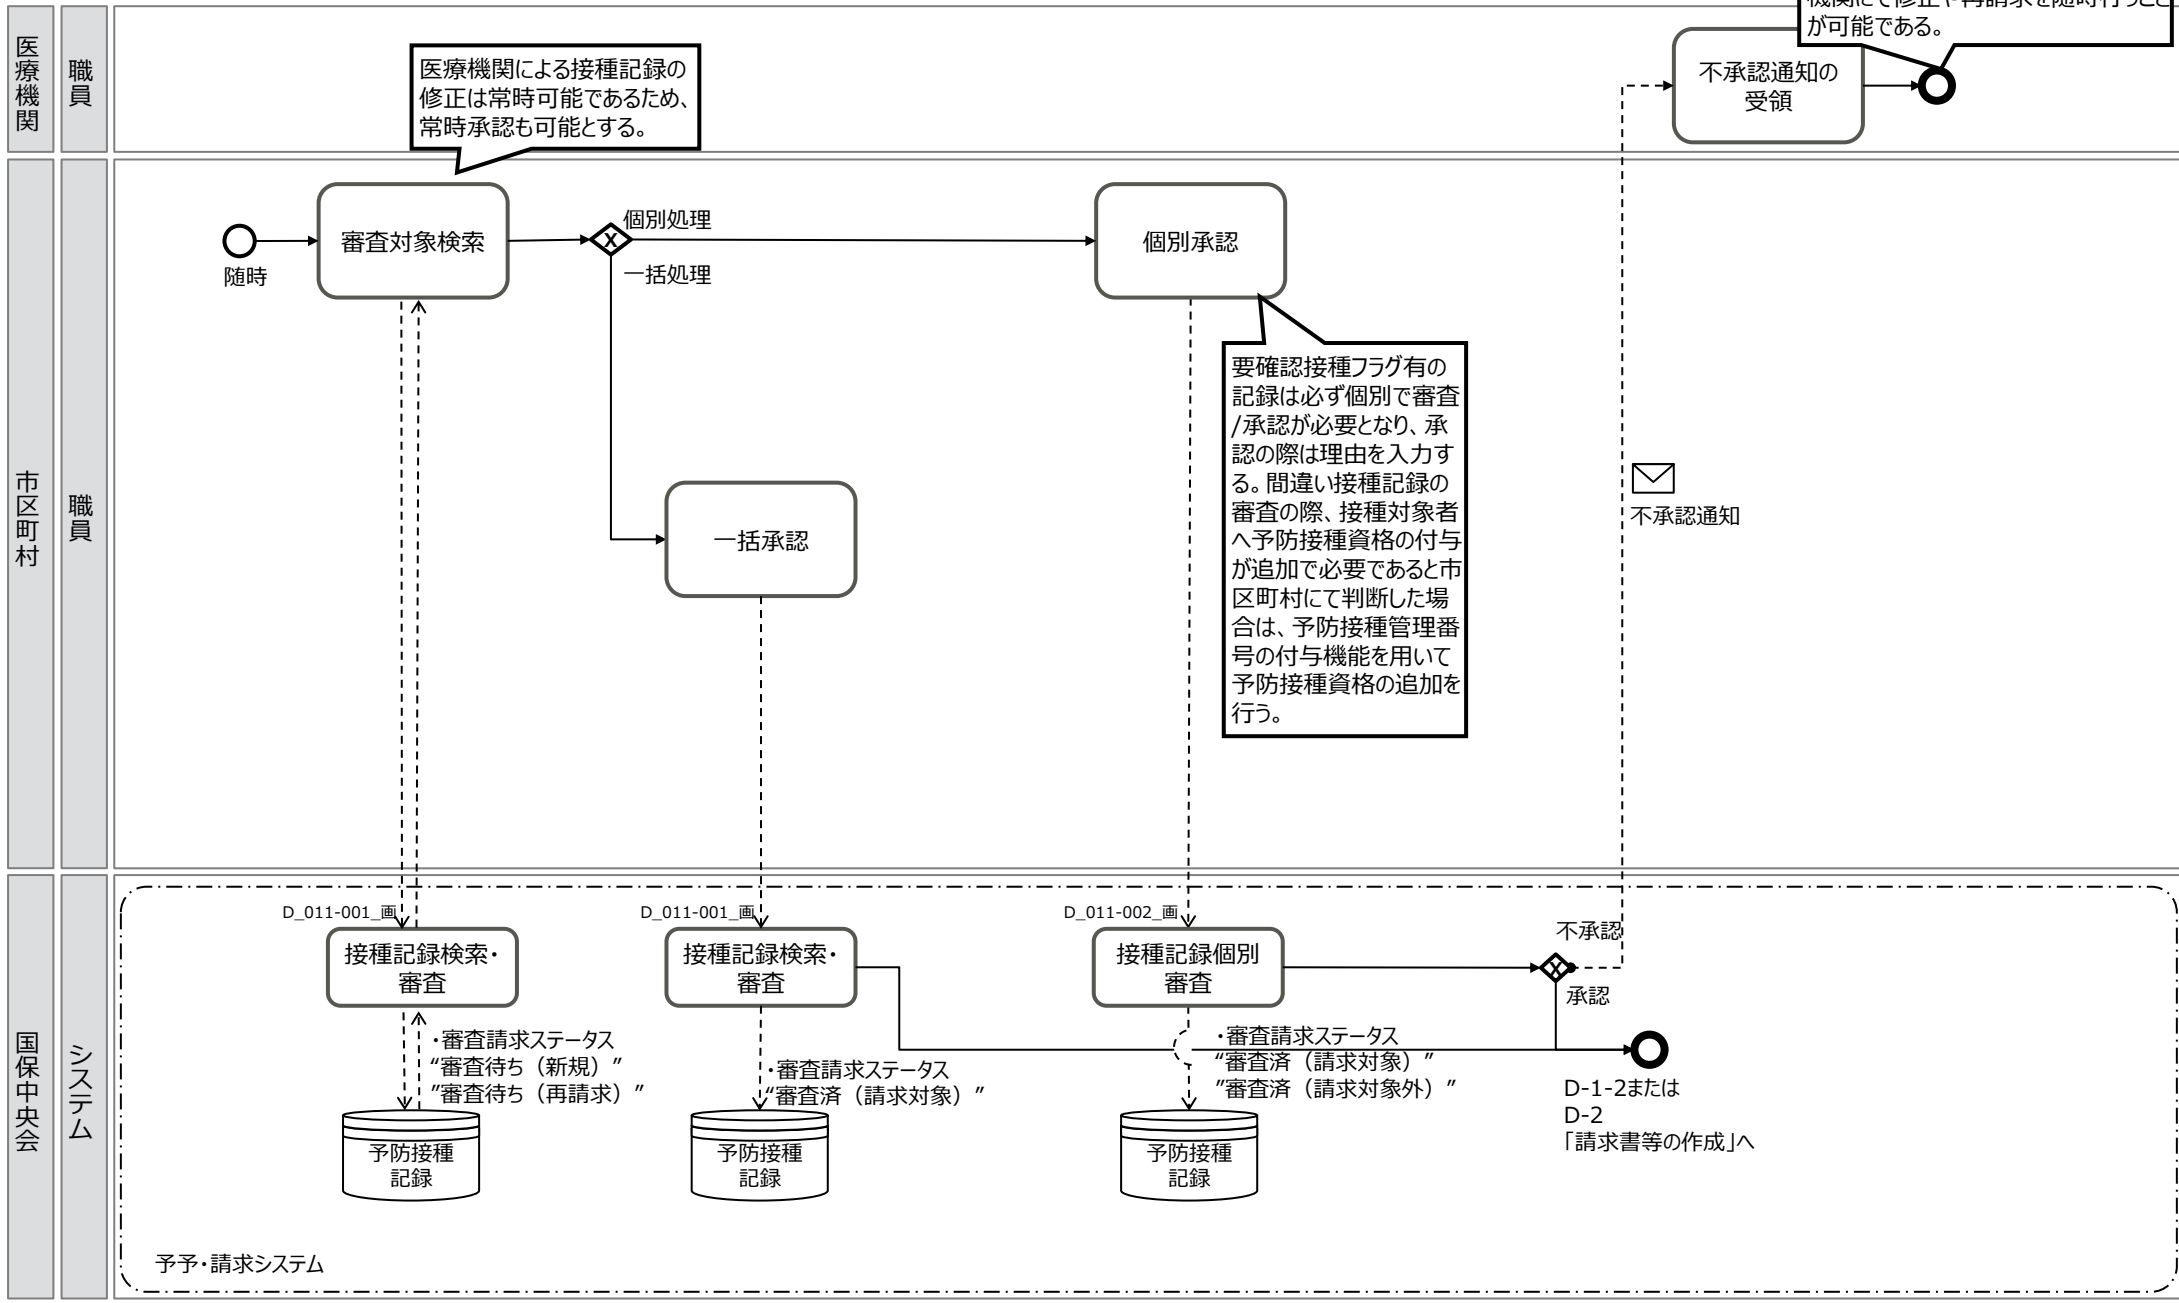 医療機関
職員
が可能である。
医療機関による接種記録の
修正は常時可能であるため、
常時承認も可能とする。
不承認通知の
受領
市区町村
職員
随時
審査対象検索
X
個別処理
一括処理
個別承認
一括承認
要確認接種フラグ有の
記録は必ず個別で審査
/承認が必要となり、承
認の際は理由を入力す
る。間違い接種記録の
審査の際、接種対象者
へ予防接種資格の付与
が追加で必要であると市
区町村にて判断した場
合は、予防接種管理番
号の付与機能を用いて
予防接種資格の追加を
行う。
不承認通知
国保中央会
システム
D_011-001_画
接種記録検索・
審査
・審査請求ステータス
“審査待ち（新規）”
”審査待ち（再請求）”
予防接種
記録
D_011-001_画
接種記録検索・
審査
・審査請求ステータス
“審査済（請求対象）”
予防接種
記録
D_011-002_画
接種記録個別
審査
・審査請求ステータス
“審査済（請求対象）”
”審査済（請求対象外）”
予防接種
記録
不承認
X
承認
D-1-2または
D-2
「請求書等の作成」へ
予予・請求システム